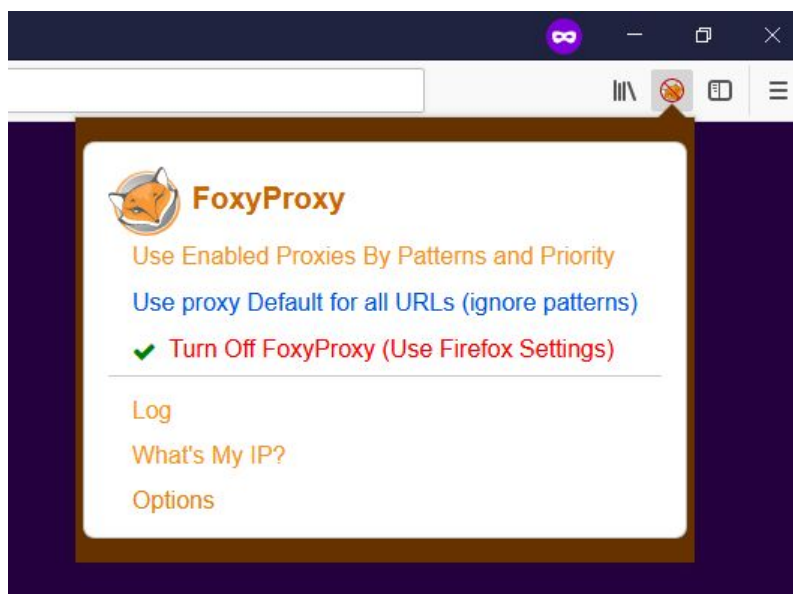 FoxyProxy
Use Enabled Proxies By Patterns and Priority
Use proxy Default for all URLs (ignore patterns)
Turn Off FoxyProxy (Use Firefox Settings)
Log
What's My IP?
Options